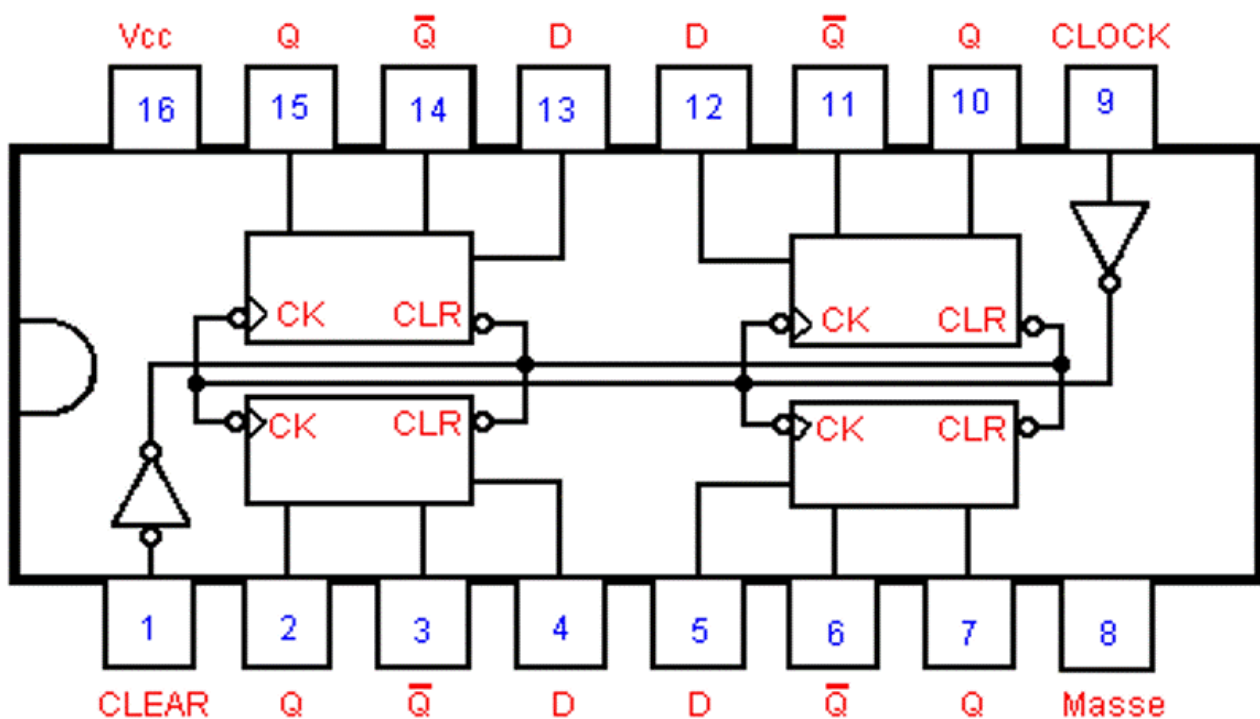 Vcc Q Q̅ D D Q̅ Q CLOCK
16 15 14 13 12 11 10 9
CK CLR CK CLR
CK CLR CK CLR
1 2 3 4 5 6 7 8
CLEAR Q Q̅ D D Q̅ Q Masse